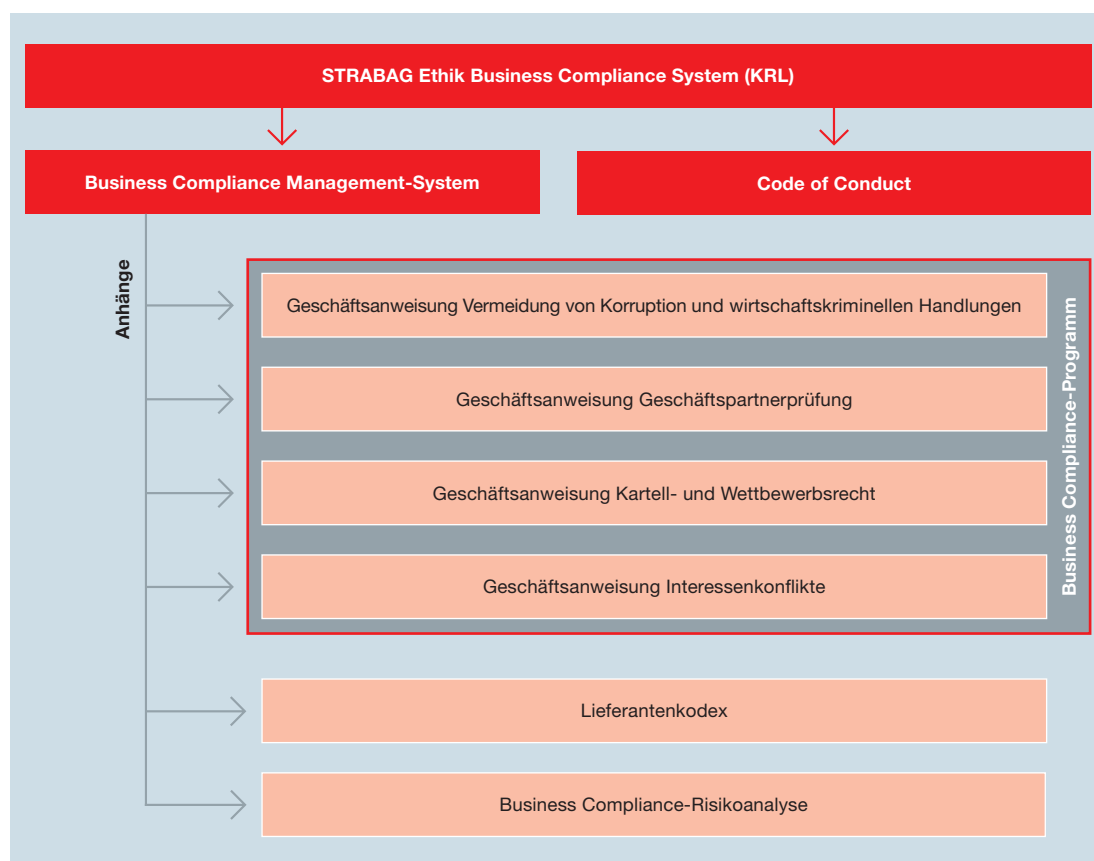 STRABAG Ethik Business Compliance System (KRL)
Business Compliance Management-System
Code of Conduct
Anhänge
Geschäftsanweisung Vermeidung von Korruption und wirtschaftskriminellen Handlungen
Geschäftsanweisung Geschäftspartnerprüfung
Geschäftsanweisung Kartell- und Wettbewerbsrecht
Geschäftsanweisung Interessenkonflikte
Business Compliance-Programm
Lieferantenkodex
Business Compliance-Risikoanalyse